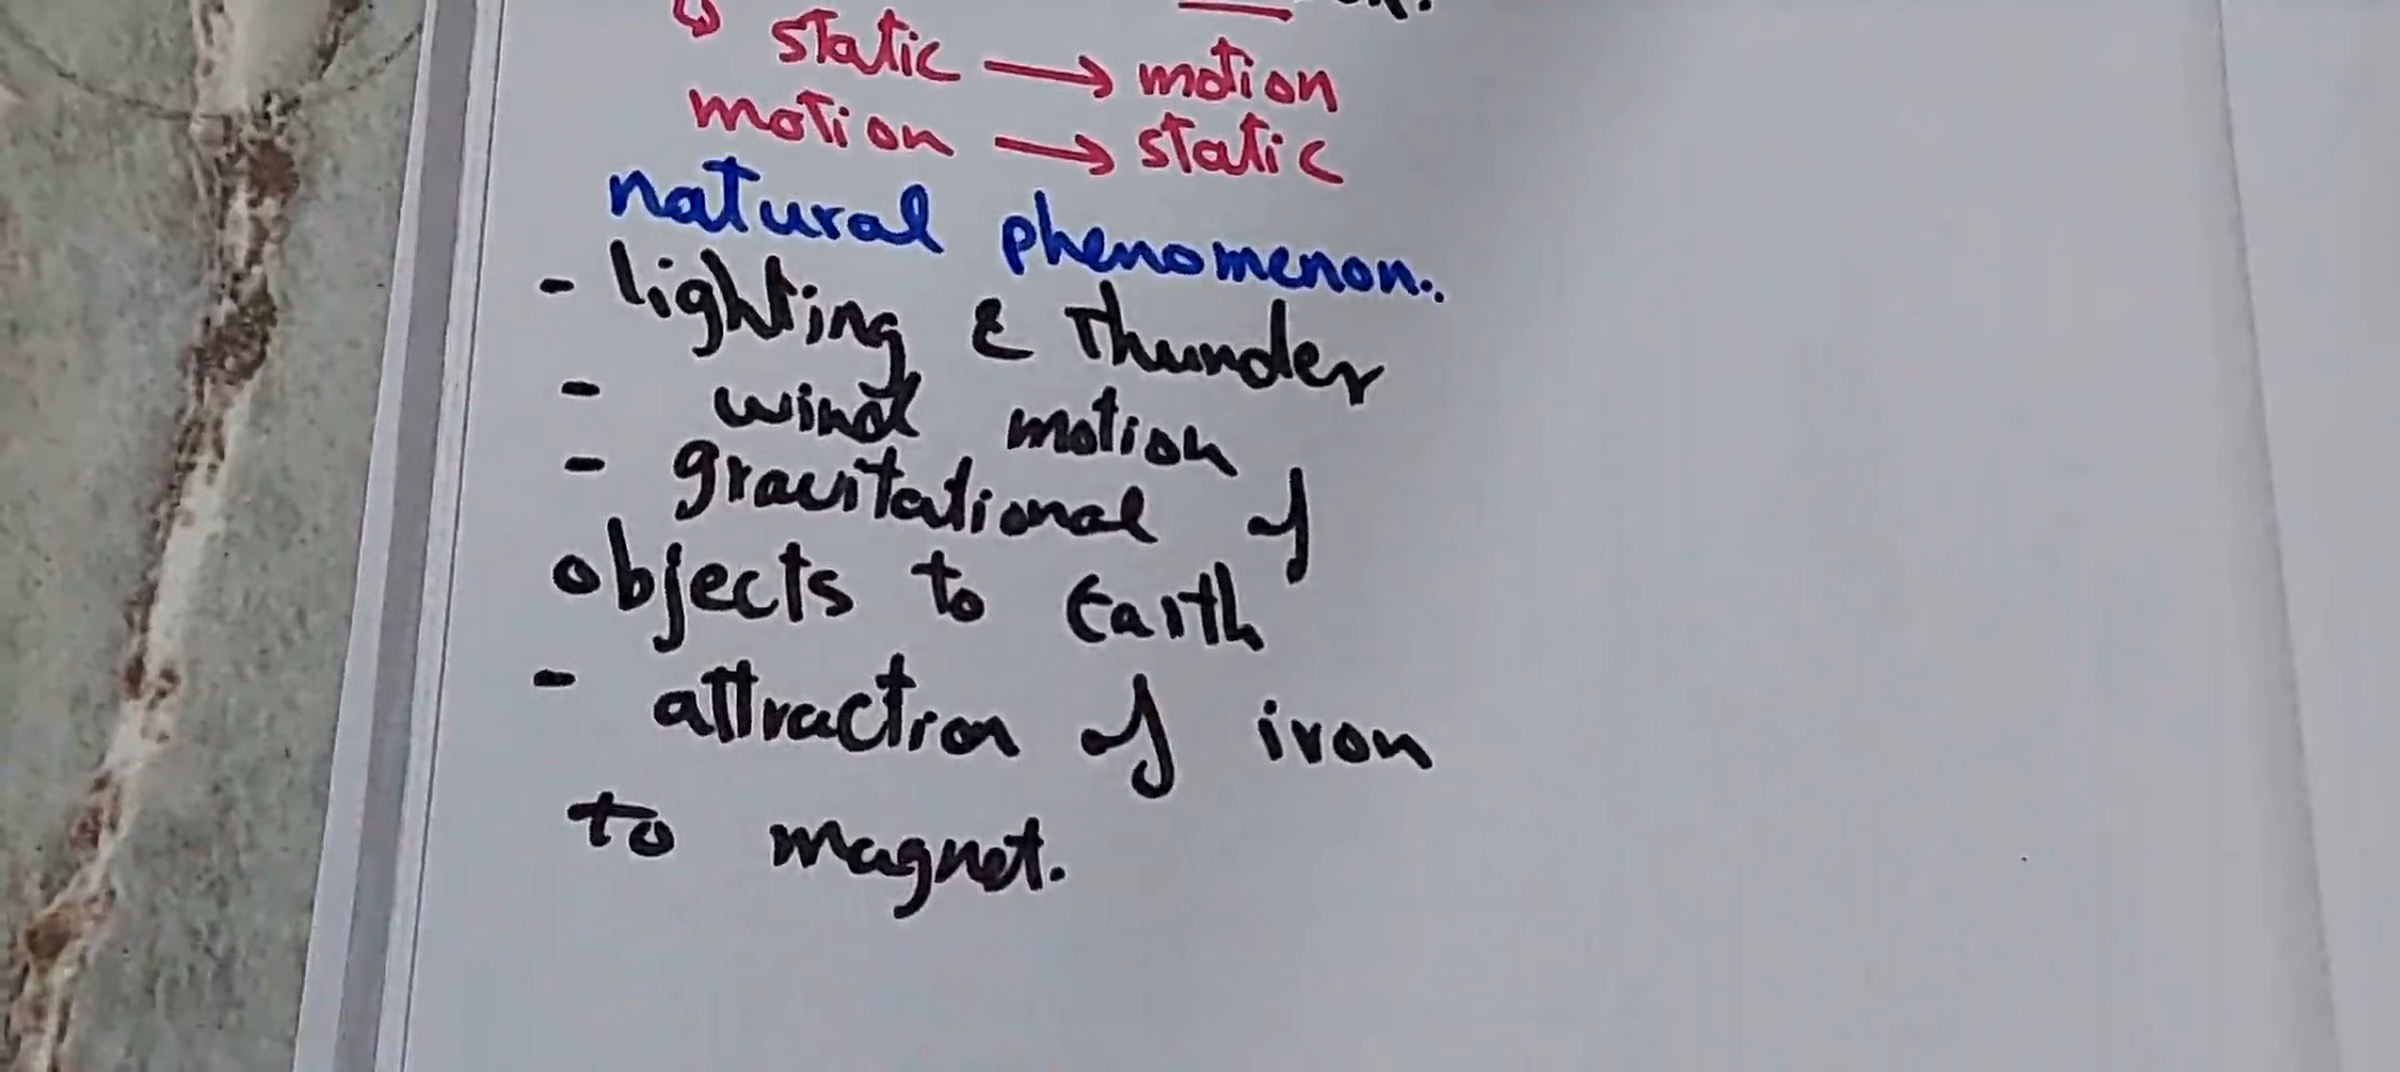 static → motion
motion → static
natural phenomenon..
- lighting & thunder
- wind motion
- gravitational of
objects to Earth
- attraction of iron
to magnet.